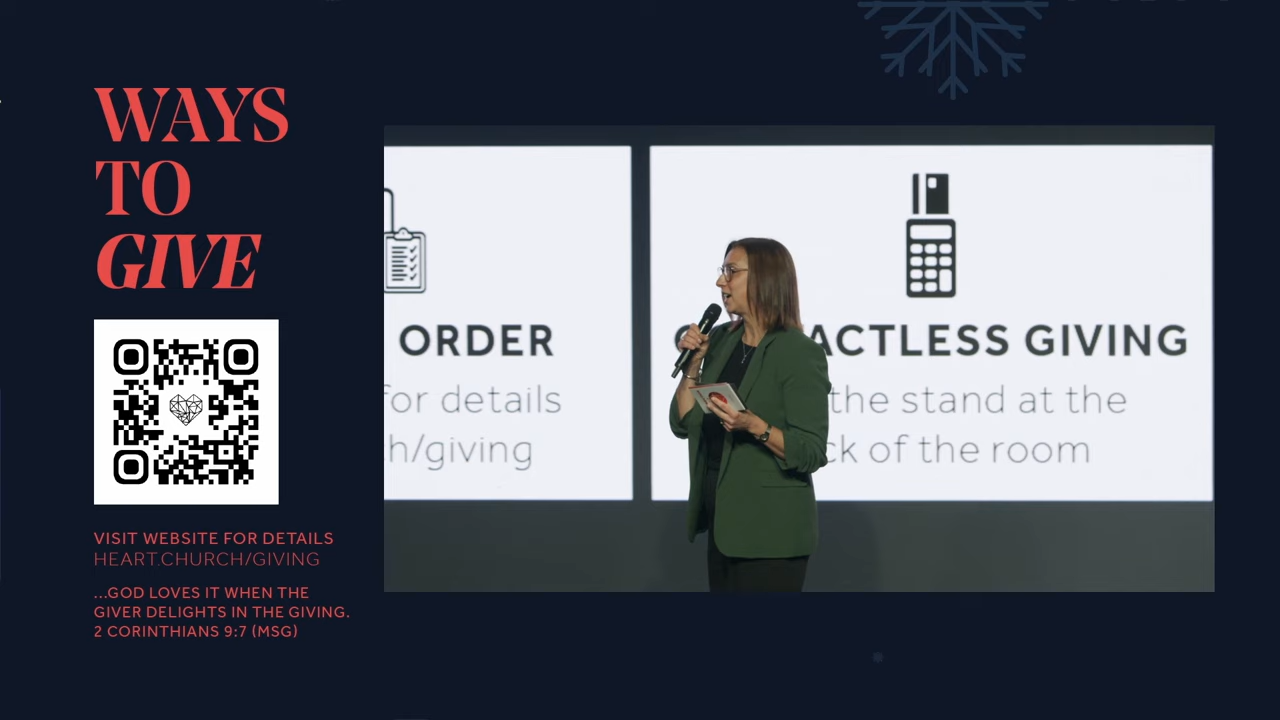 WAYS
TO
GIVE
VISIT WEBSITE FOR DETAILS
HEART.CHURCH/GIVING
...GOD LOVES IT WHEN THE
GIVER DELIGHTS IN THE GIVING.
2 CORINTHIANS 9:7 (MSG)
ORDER
for details
h/giving
ACTLESS GIVING
the stand at the
ck of the room